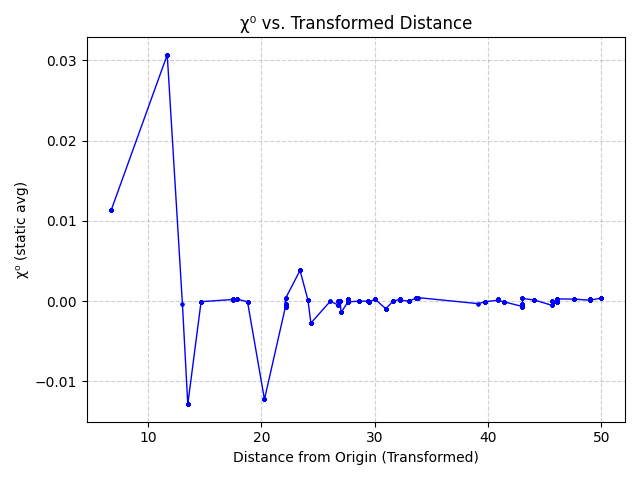 χ⁰ vs. Transformed Distance
χ⁰ (static avg)
0.03
0.02
0.01
0.00
−0.01
10 20 30 40 50
Distance from Origin (Transformed)